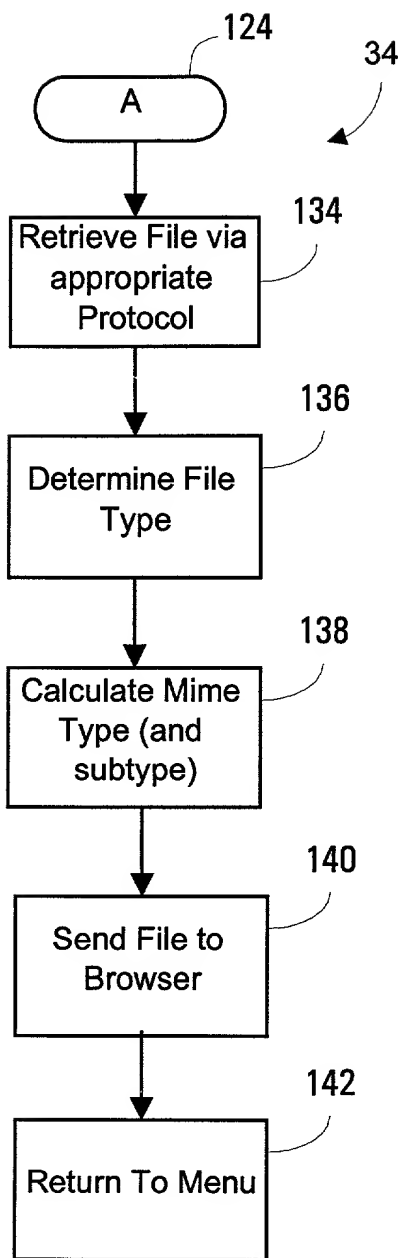 124
34
A
134
Retrieve File via
appropriate
Protocol
136
Determine File
Type
138
Calculate Mime
Type (and
subtype)
140
Send File to
Browser
142
Return To Menu